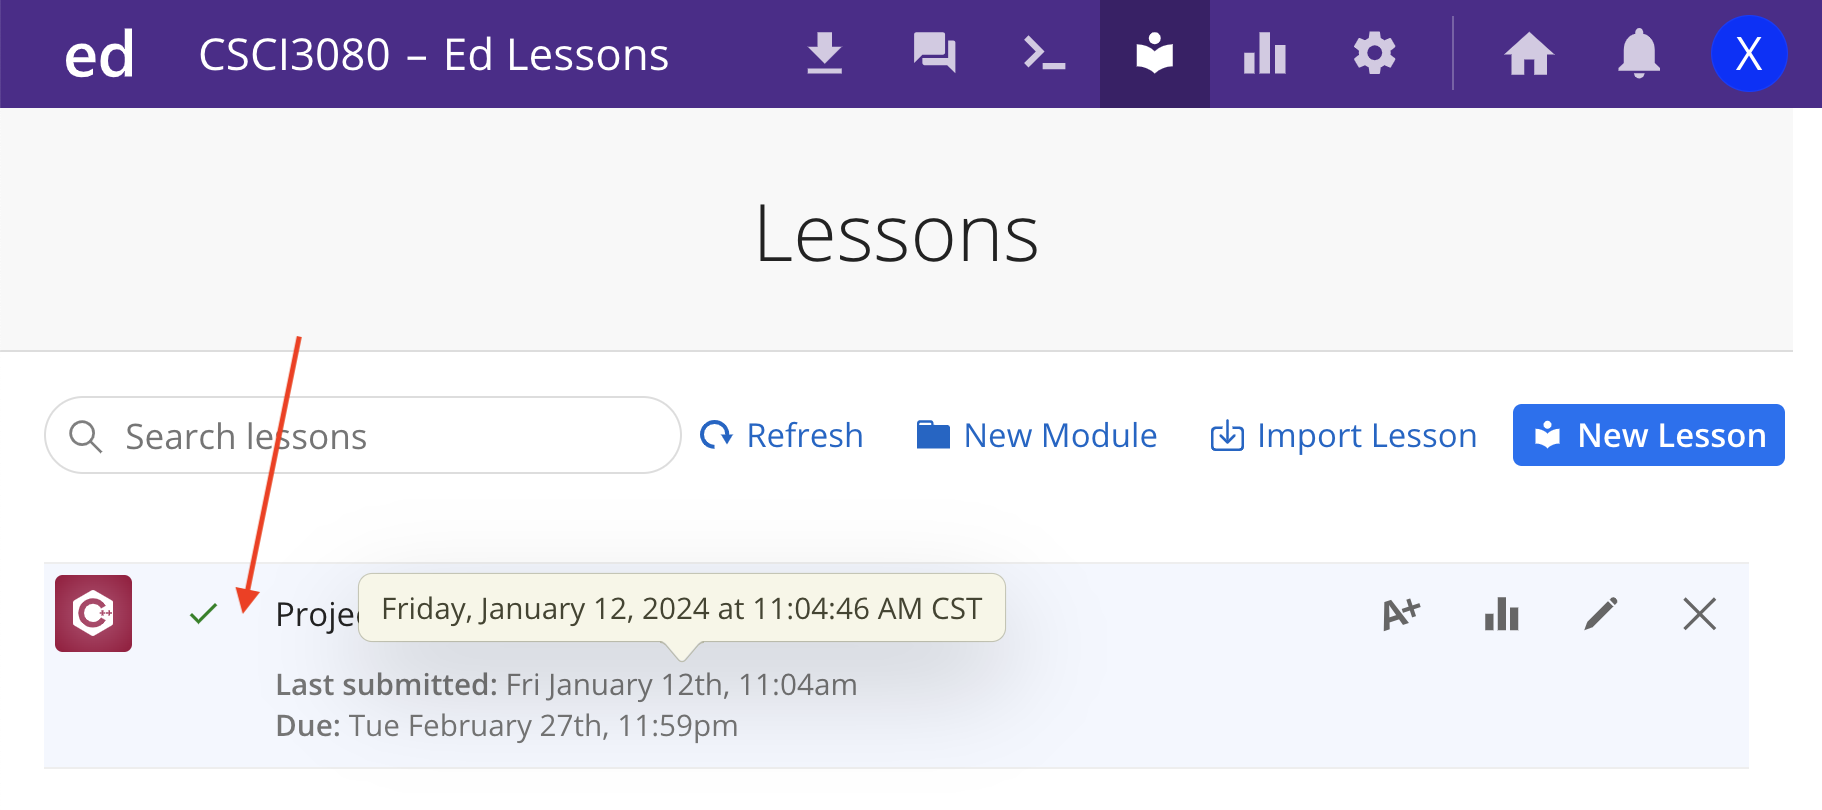 ed CSCI3080 – Ed Lessons X
Lessons
Search lessons Refresh New Module Import Lesson New Lesson
C++ A+
Friday, January 12, 2024 at 11:04:46 AM CST
Last submitted: Fri January 12th, 11:04am
Due: Tue February 27th, 11:59pm